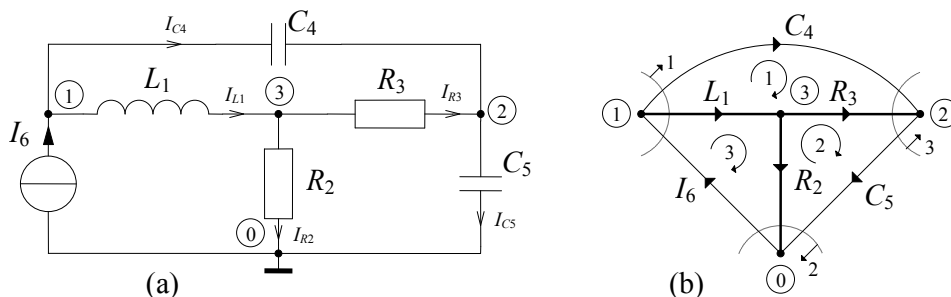 I_C4 C_4
1 L_1 I_L1 3 R_3 I_R3 2
I_6
R_2 C_5
0 I_R2 I_C5
(a)
C_4
1 1
1 L_1 3 R_3 2
3 2 3
I_6 R_2 C_5
2
0
(b)